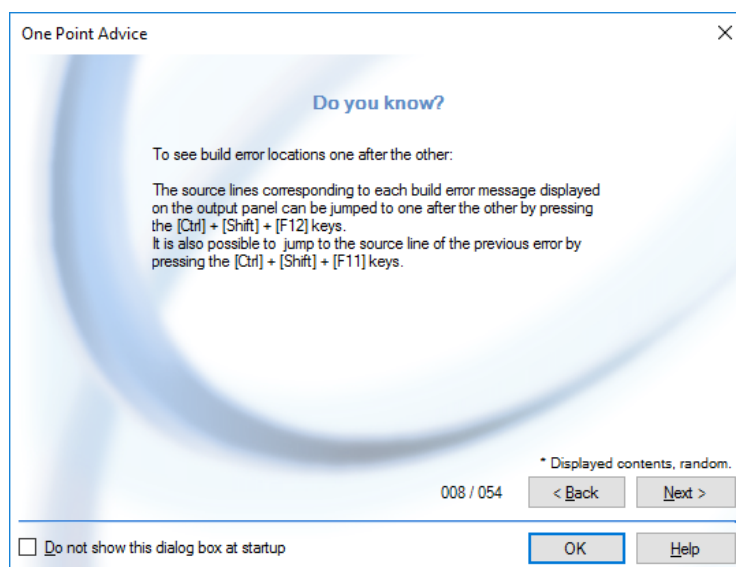 One Point Advice
Do you know?
To see build error locations one after the other:
The source lines corresponding to each build error message displayed
on the output panel can be jumped to one after the other by pressing
the [Ctrl] + [Shift] + [F12] keys.
It is also possible to  jump to the source line of the previous error by
pressing the [Ctrl] + [Shift] + [F11] keys.
* Displayed contents, random.
008 / 054
< Back
Next >
Do not show this dialog box at startup
OK
Help